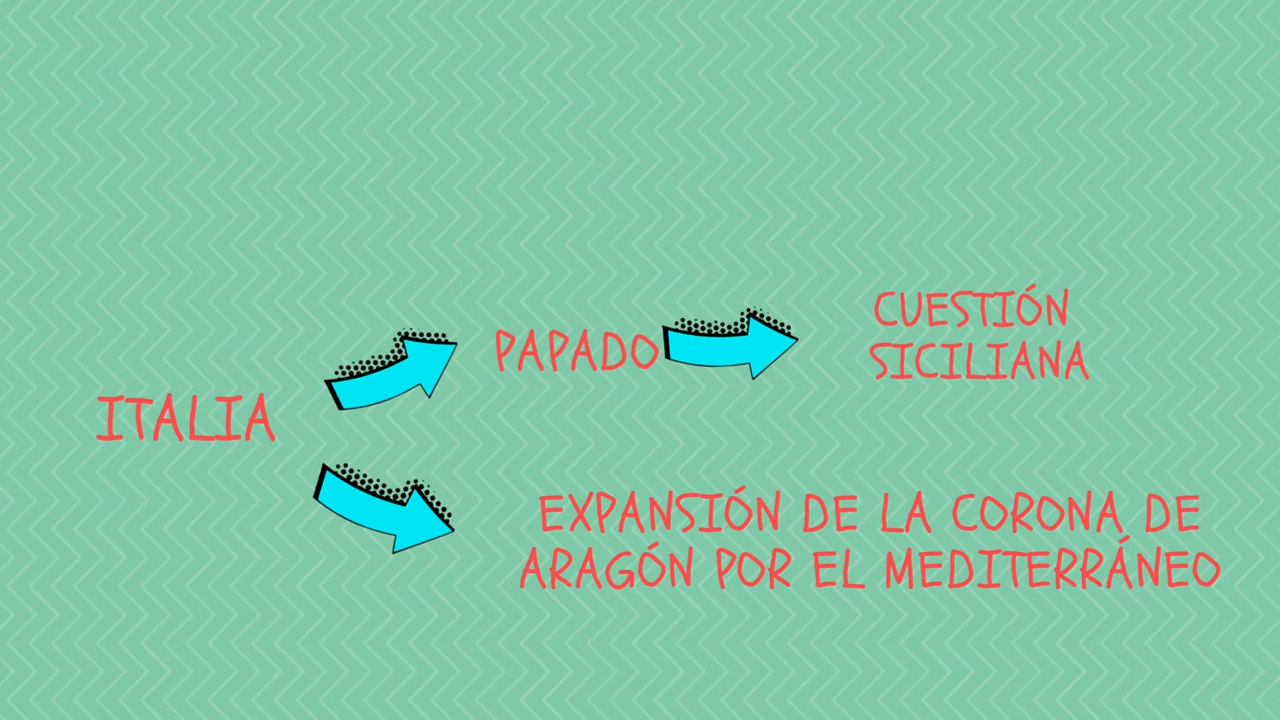 ITALIA
PAPADO
CUESTIÓN
SICILIANA
EXPANSIÓN DE LA CORONA DE
ARAGÓN POR EL MEDITERRÁNEO